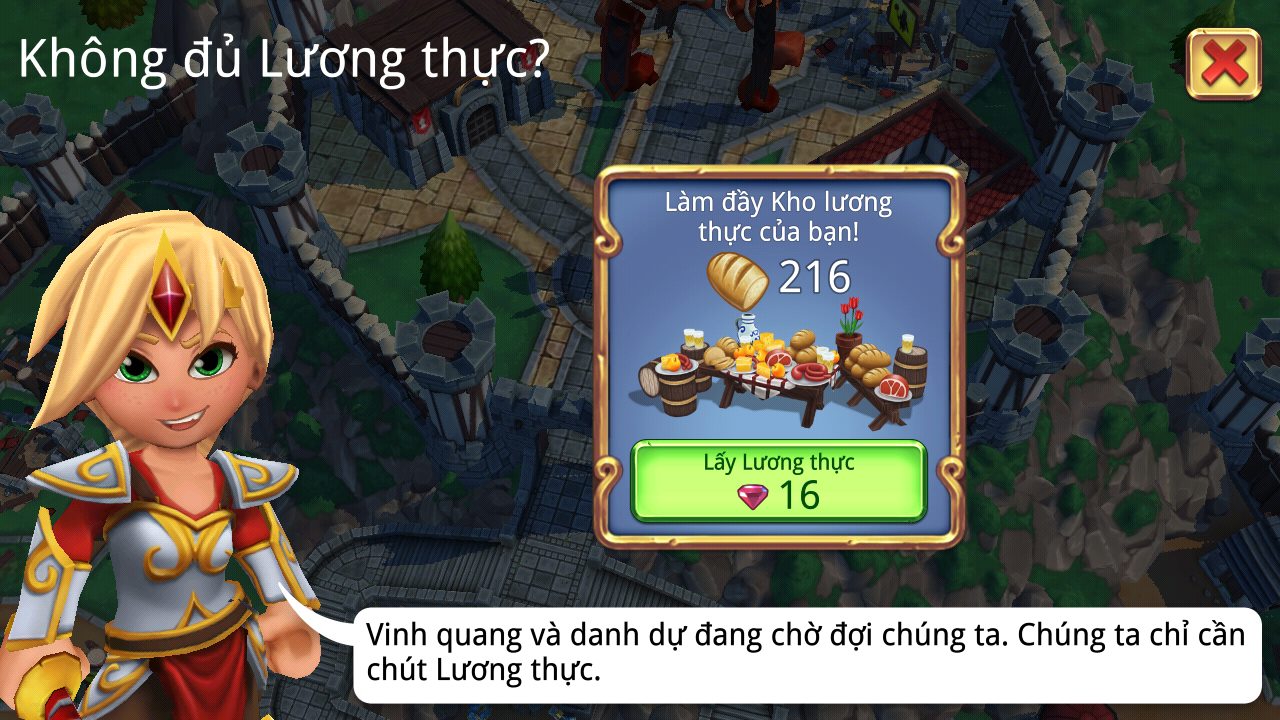 Không đủ Lương thực?
Làm đầy Kho lương
thực của bạn!
216
Lấy Lương thực
16
Vinh quang và danh dự đang chờ đợi chúng ta. Chúng ta chỉ cần
chút Lương thực.